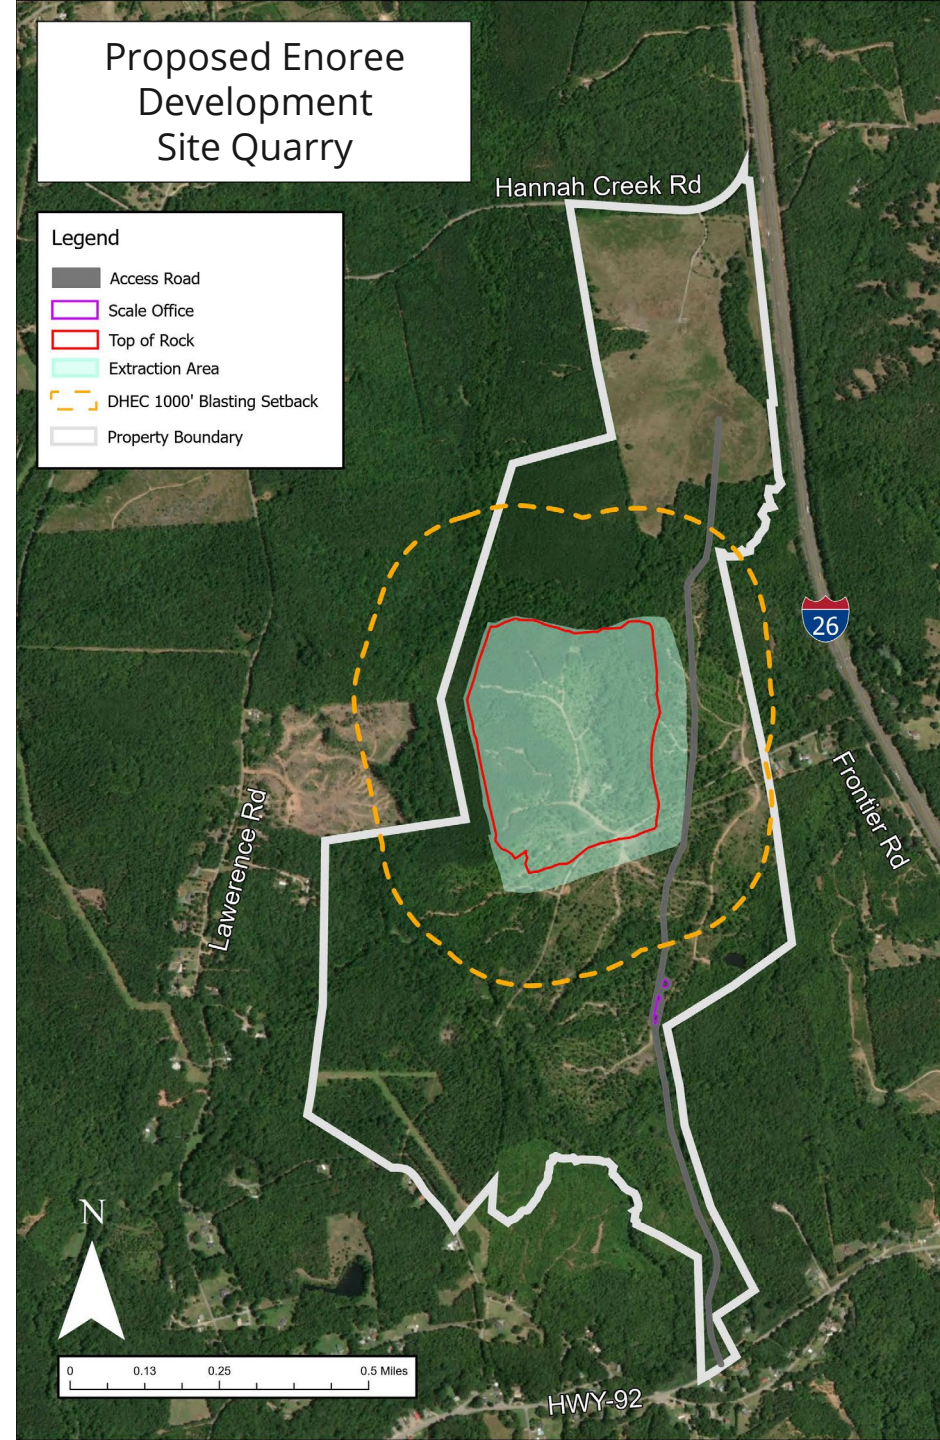 Proposed Enoree
Development
Site Quarry
Hannah Creek Rd
Legend
Access Road
Scale Office
Top of Rock
Extraction Area
DHEC 1000' Blasting Setback
Property Boundary
26
Frontier Rd
Lawerence Rd
N
0 0.13 0.25 0.5 Miles
HWY-92